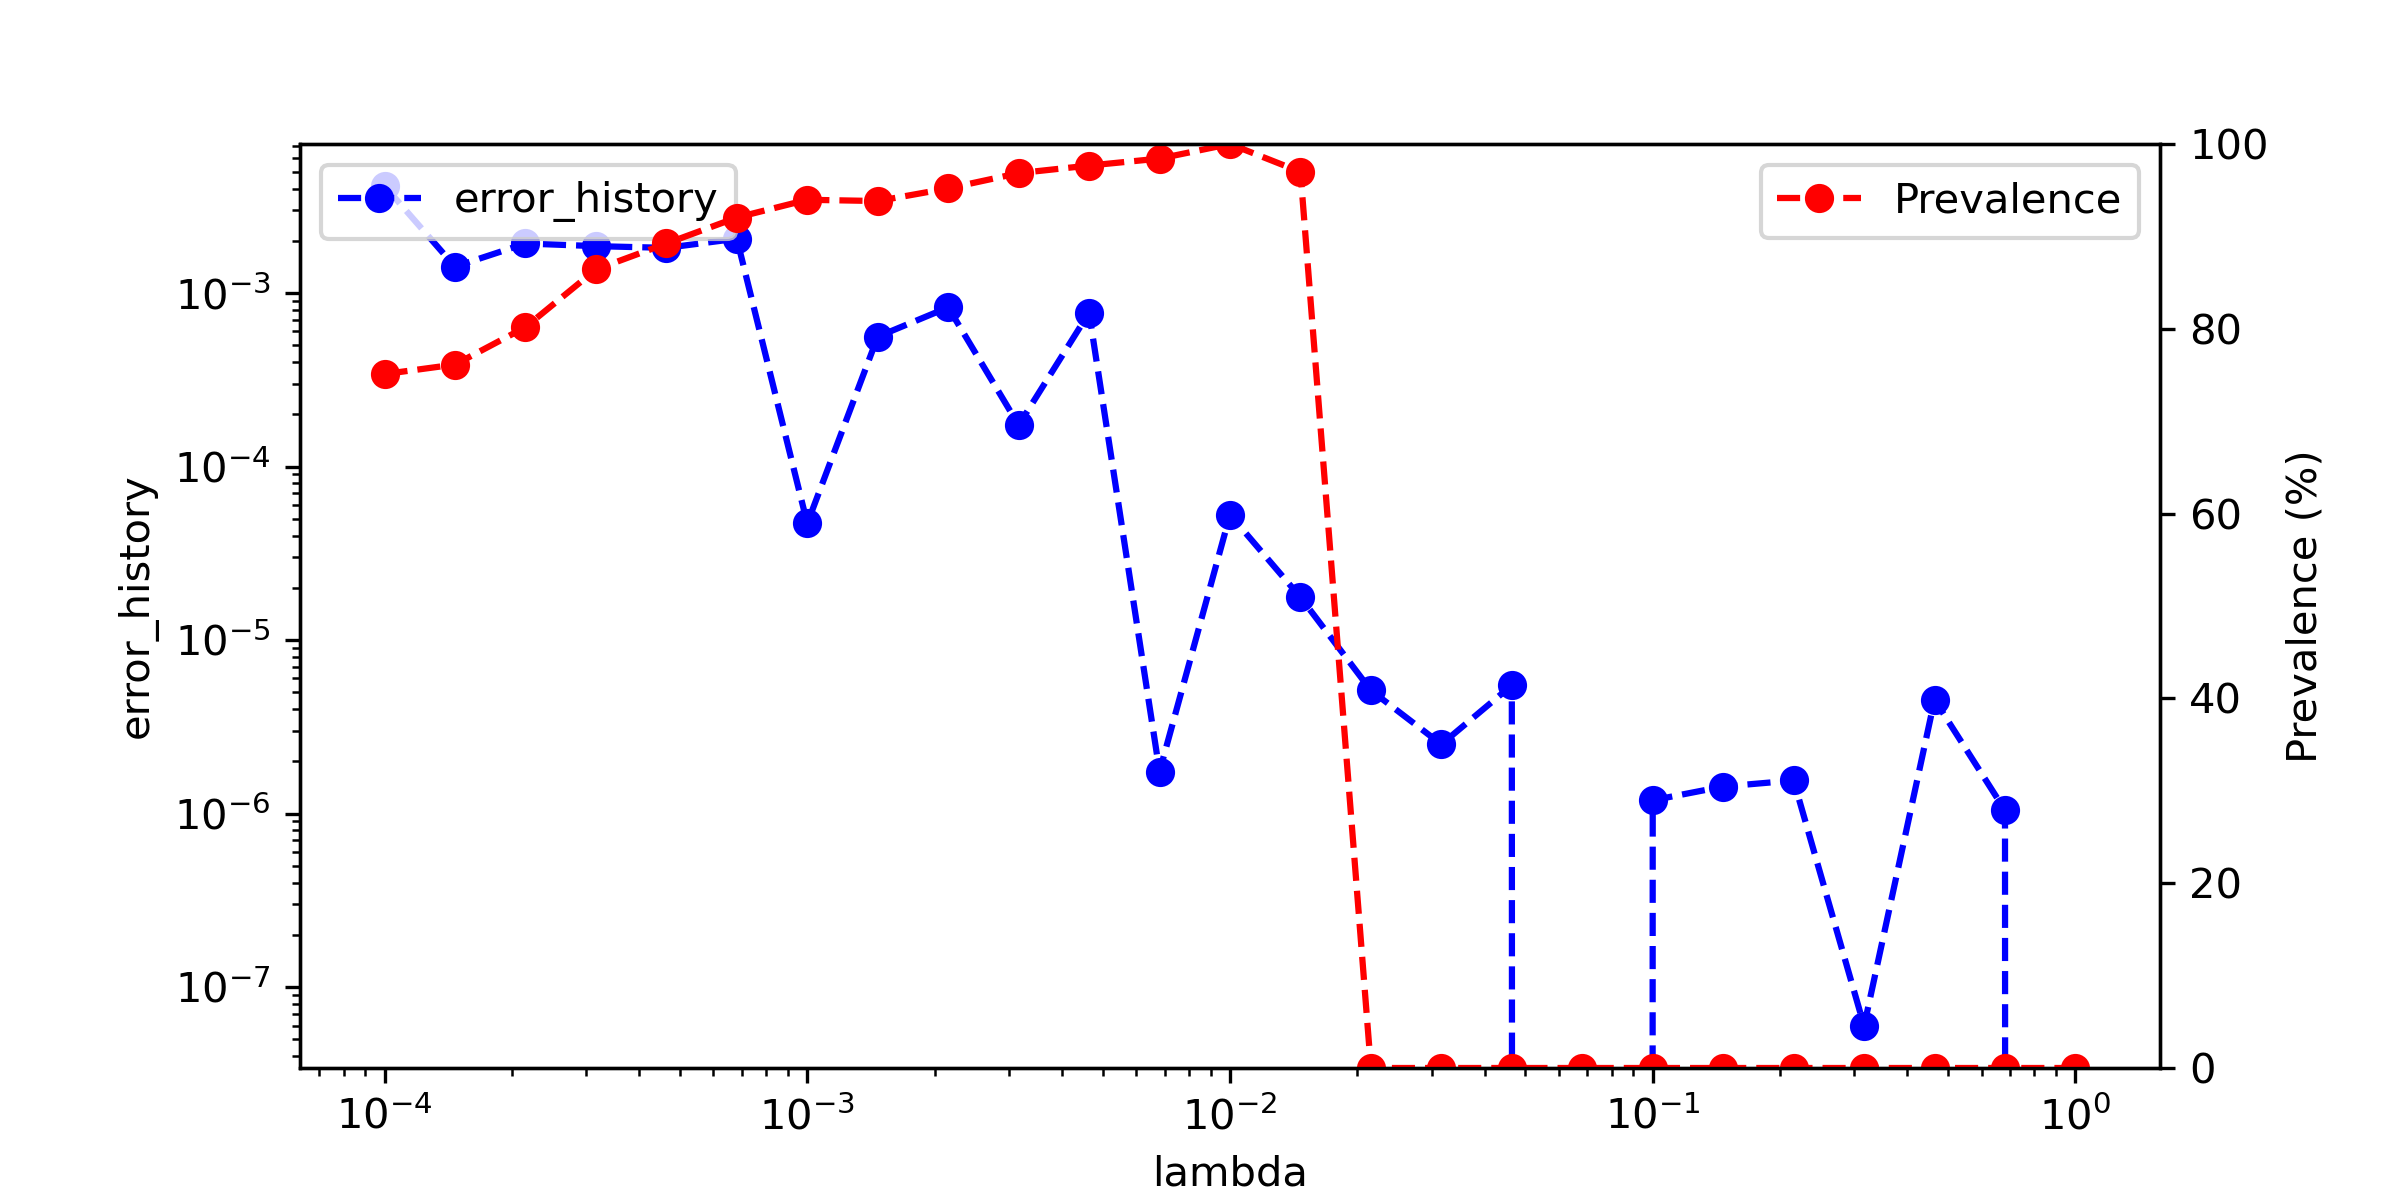 error_history
Prevalence
10⁻³
10⁻⁴
10⁻⁵
10⁻⁶
10⁻⁷
error_history
100
80
60
40
20
0
Prevalence (%)
10⁻⁴ 10⁻³ 10⁻² 10⁻¹ 10⁰
lambda